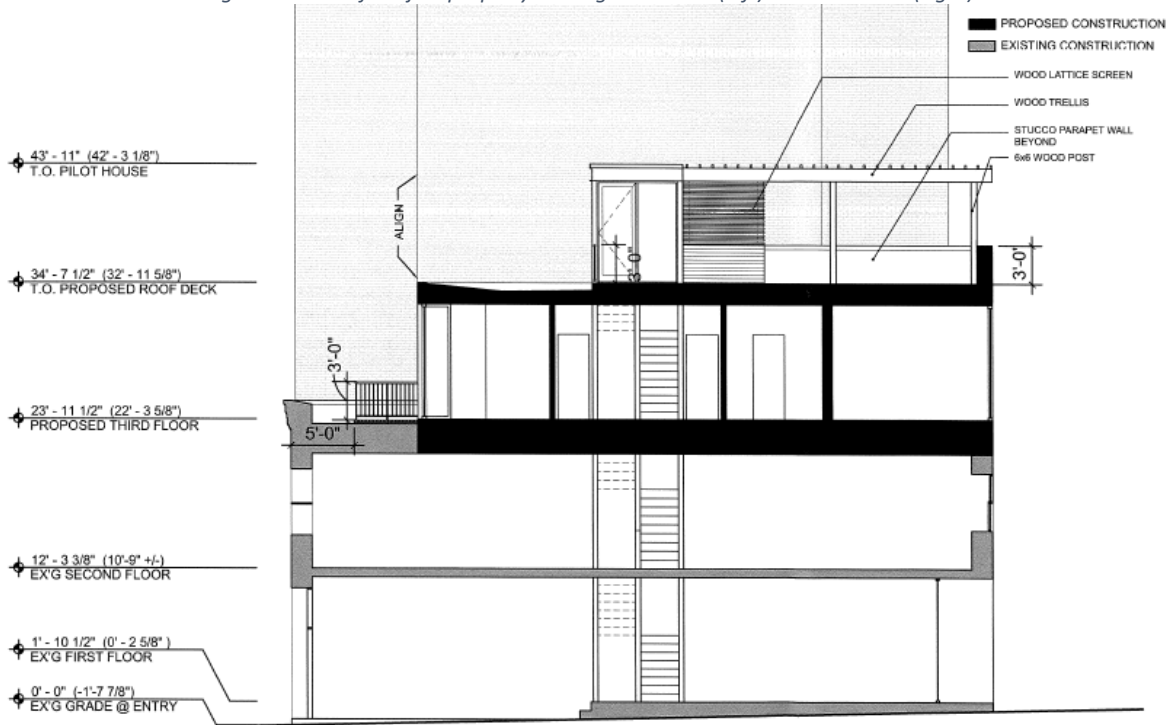 PROPOSED CONSTRUCTION
EXISTING CONSTRUCTION
WOOD LATTICE SCREEN
WOOD TRELLIS
STUCCO PARAPET WALL
BEYOND
6x6 WOOD POST
43' - 11" (42' - 3 1/8")
T.O. PILOT HOUSE
ALIGN
3'-0"
3'-0"
34' - 7 1/2" (32' - 11 5/8")
T.O. PROPOSED ROOF DECK
3'-0"
23' - 11 1/2" (22' - 3 5/8")
PROPOSED THIRD FLOOR
5'-0"
12' - 3 3/8" (10'-9" +/-)
EX'G SECOND FLOOR
1' - 10 1/2" (0' - 2 5/8" )
EX'G FIRST FLOOR
0' - 0" (-1'-7 7/8")
EX'G GRADE @ ENTRY